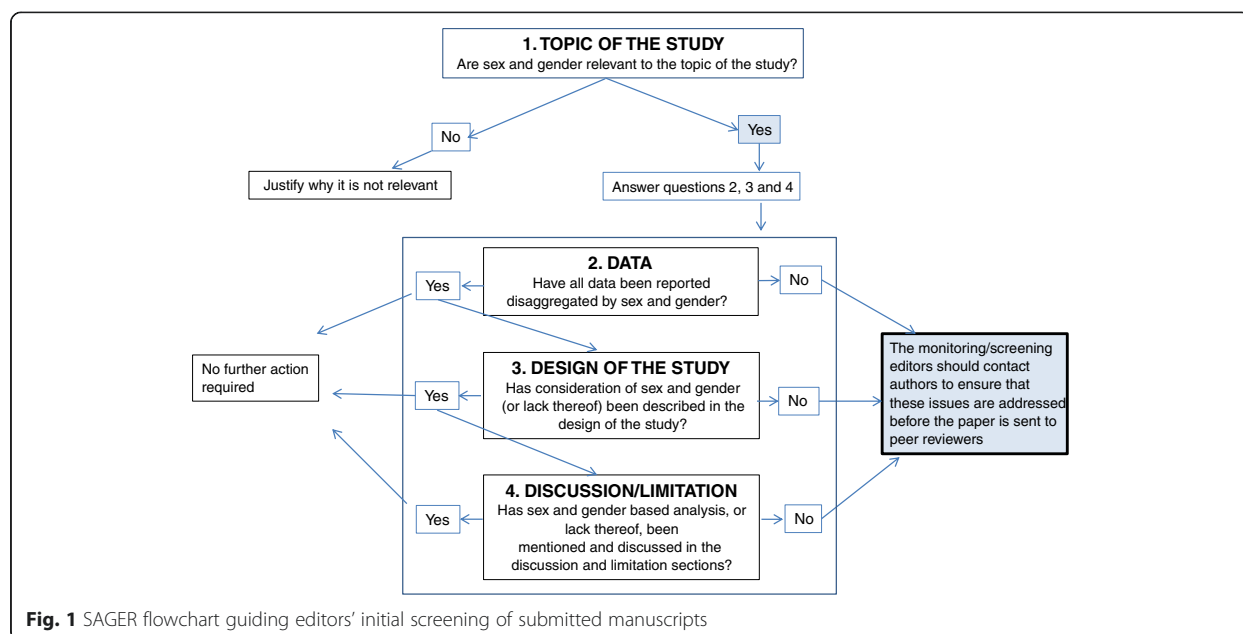 1. TOPIC OF THE STUDY
Are sex and gender relevant to the topic of the study?
No
Yes
Justify why it is not relevant
Answer questions 2, 3 and 4
2. DATA
Have all data been reported
disaggregated by sex and gender?
Yes
No
3. DESIGN OF THE STUDY
Has consideration of sex and gender
(or lack thereof) been described in the
design of the study?
Yes
No
No further action
required
The monitoring/screening
editors should contact
authors to ensure that
these issues are addressed
before the paper is sent to
peer reviewers
4. DISCUSSION/LIMITATION
Has sex and gender based analysis, or
lack thereof, been
mentioned and discussed in the
discussion and limitation sections?
Yes
No
Fig. 1 SAGER flowchart guiding editors' initial screening of submitted manuscripts